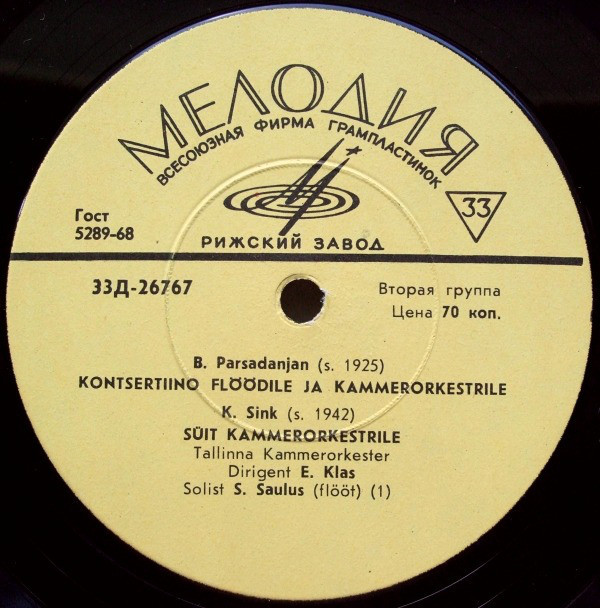 МЕЛОДИЯ
ВСЕСОЮЗНАЯ ФИРМА ГРАМПЛАСТИНОК
33
Гост
5289-68
РИЖСКИЙ ЗАВОД
33Д-26767
Вторая группа
Цена 70 коп.
B. Parsadanjan (s. 1925)
KONTSERTIINO FLÖÖDILE JA KAMMERORKESTRILE
K. Sink (s. 1942)
SÜIT KAMMERORKESTRILE
Tallinna Kammerorkester
Dirigent E. Klas
Solist S. Saulus (flööt) (1)